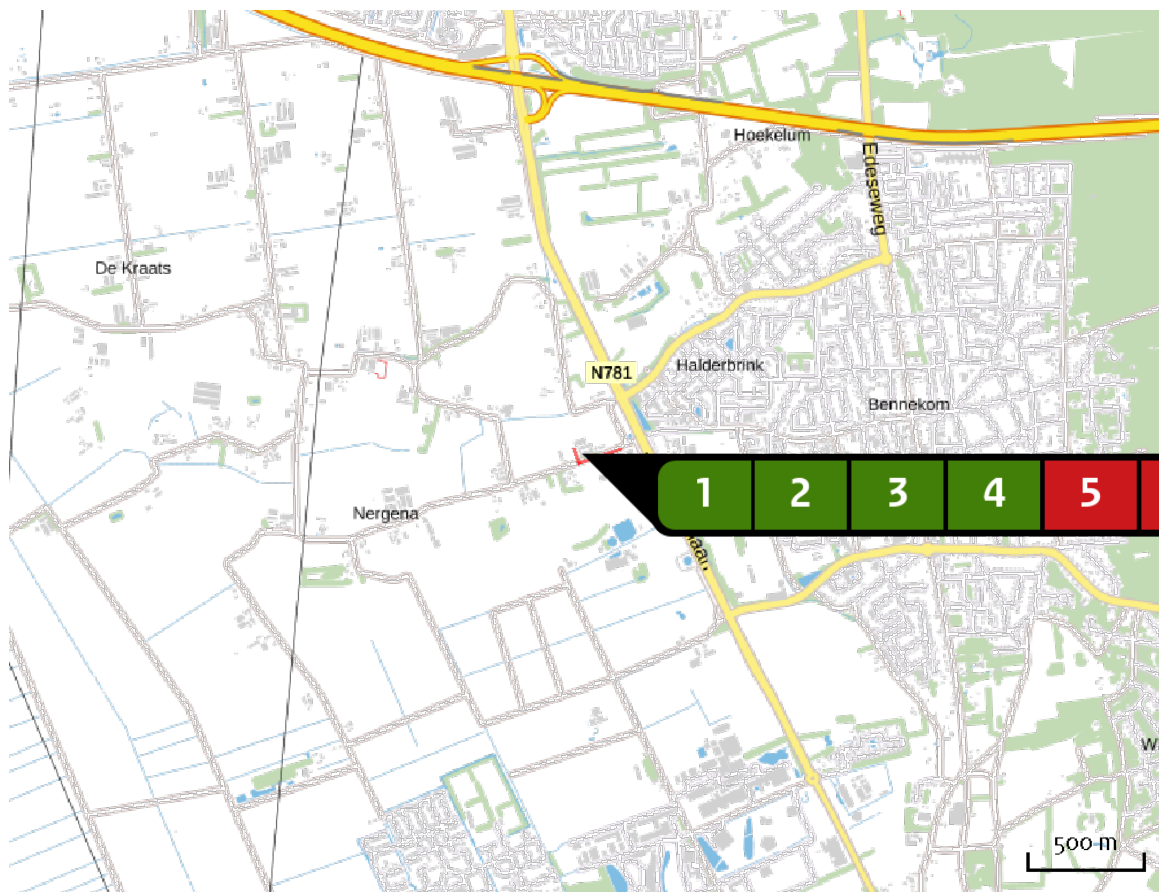 Hoekelum
Edeseweg
De Kraats
N781
Halderbrink
Bennekom
1 2 3 4 5
Nergena
W
500 m